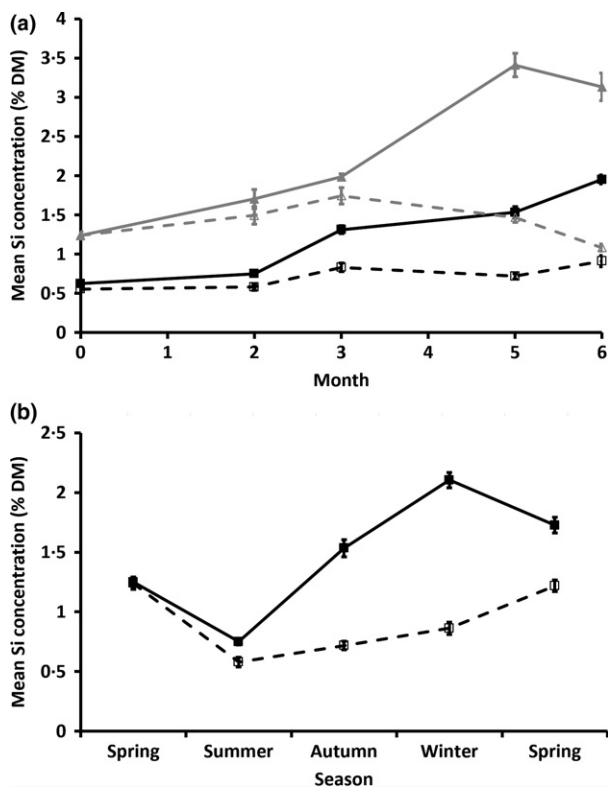 (a)
Mean Si concentration (% DM)
4
3·5
3
2·5
2
1·5
1
0·5
0
0 1 2 3 4 5 6
Month
(b)
Mean Si concentration (% DM)
2·5
2
1·5
1
0·5
0
Spring Summer Autumn Winter Spring
Season